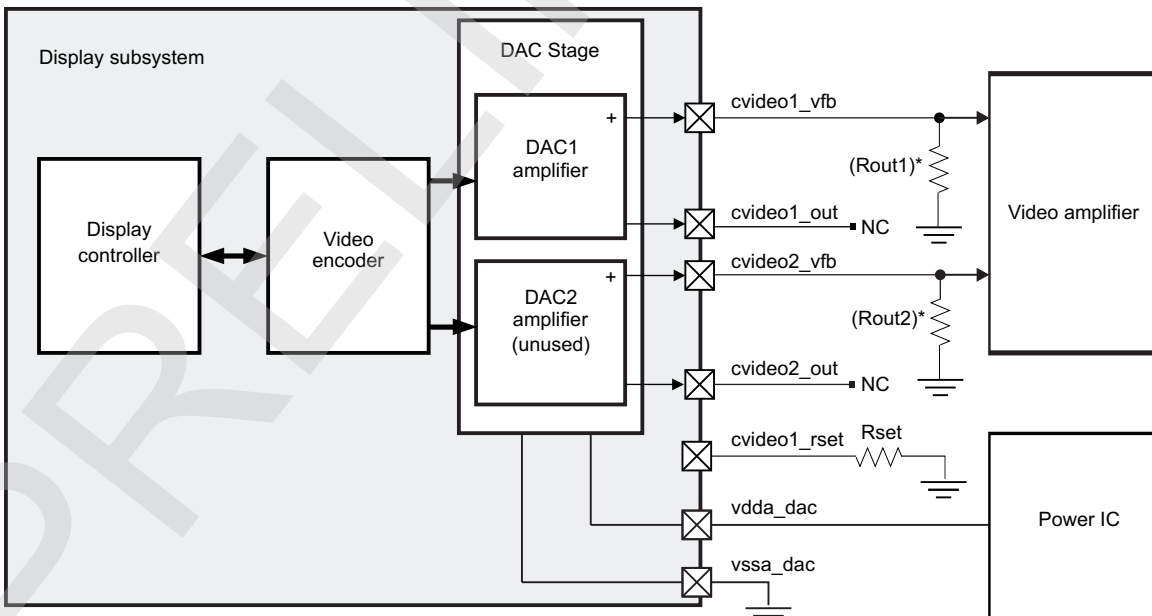 Display subsystem
DAC Stage
Display
controller
Video
encoder
+
DAC1
amplifier
+
DAC2
amplifier
(unused)
cvideo1_vfb
(Rout1)*
cvideo1_out
NC
cvideo2_vfb
(Rout2)*
cvideo2_out
NC
cvideo1_rset
Rset
vdda_dac
vssa_dac
Video amplifier
Power IC
PRELI